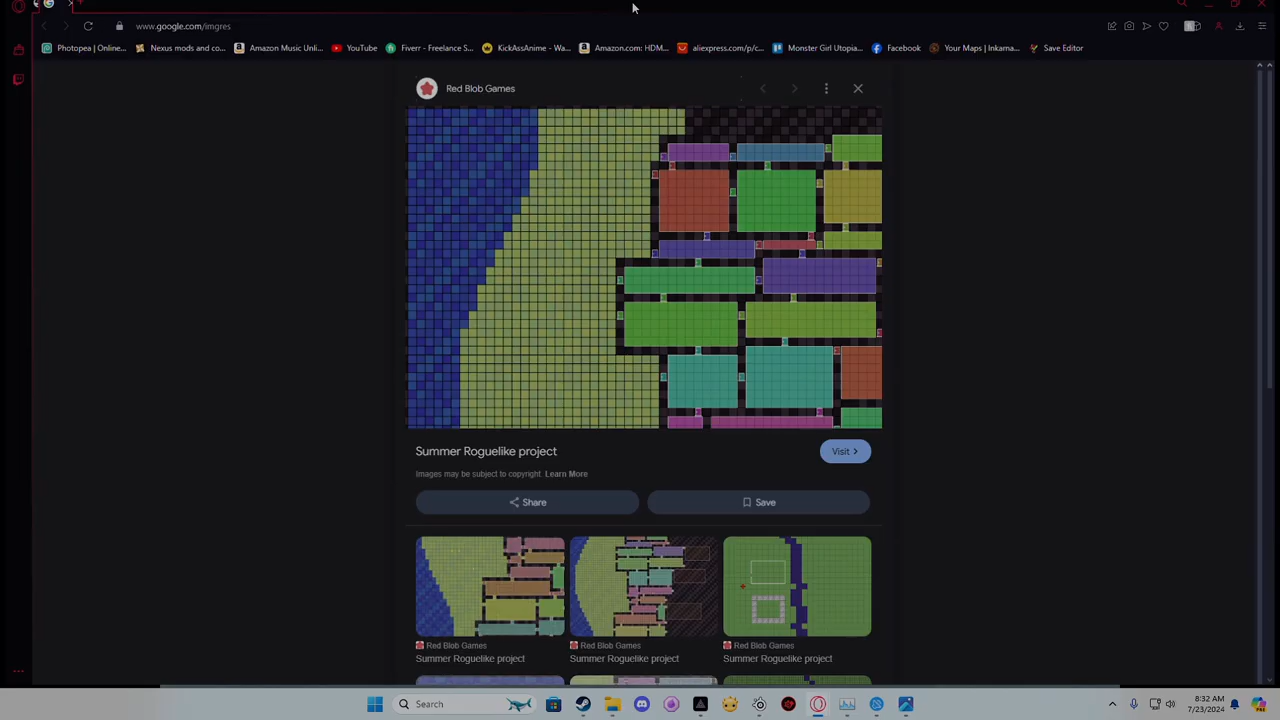 www.google.com/imgres
Photopea | Online... Nexus mods and co... Amazon Music Unli... YouTube Fiverr - Freelance S... KickAssAnime - Wa... Amazon.com: HDM... aliexpress.com/p/c... Monster Girl Utopia... Facebook Your Maps | Inkarna... Save Editor
Red Blob Games
Summer Roguelike project
Visit
Images may be subject to copyright. Learn More
Share Save
Red Blob Games Red Blob Games Red Blob Games
Summer Roguelike project Summer Roguelike project Summer Roguelike project
Search
8:32 AM
7/23/2024